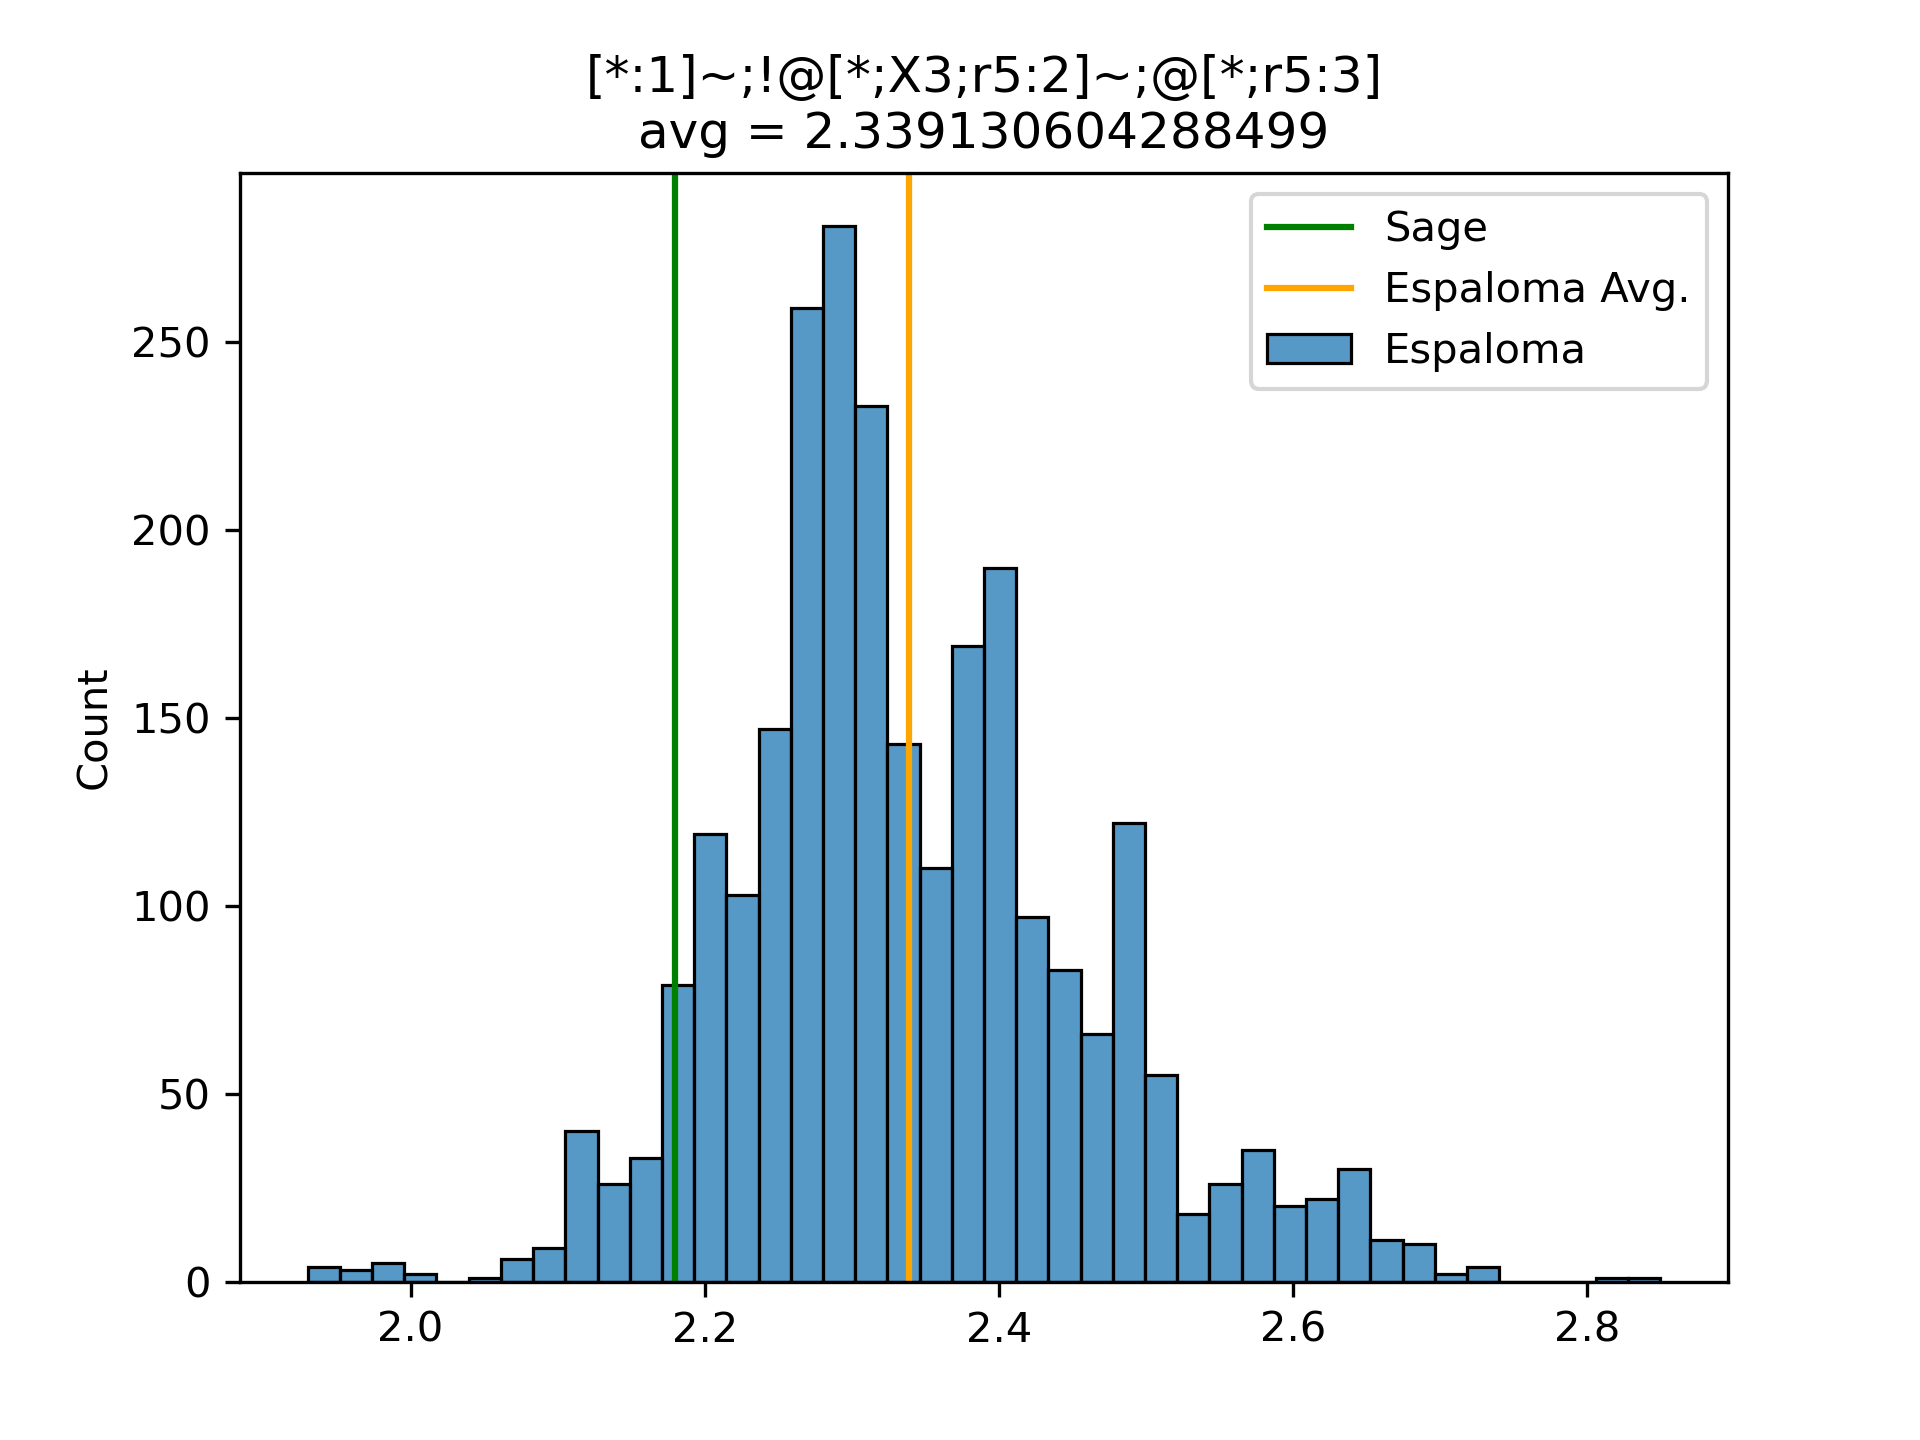 [*:1]~;!@[*;X3;r5:2]~;@[*;r5:3]
avg = 2.339130604288499
Sage
Espaloma Avg.
Espaloma
Count
250
200
150
100
50
0
2.0 2.2 2.4 2.6 2.8